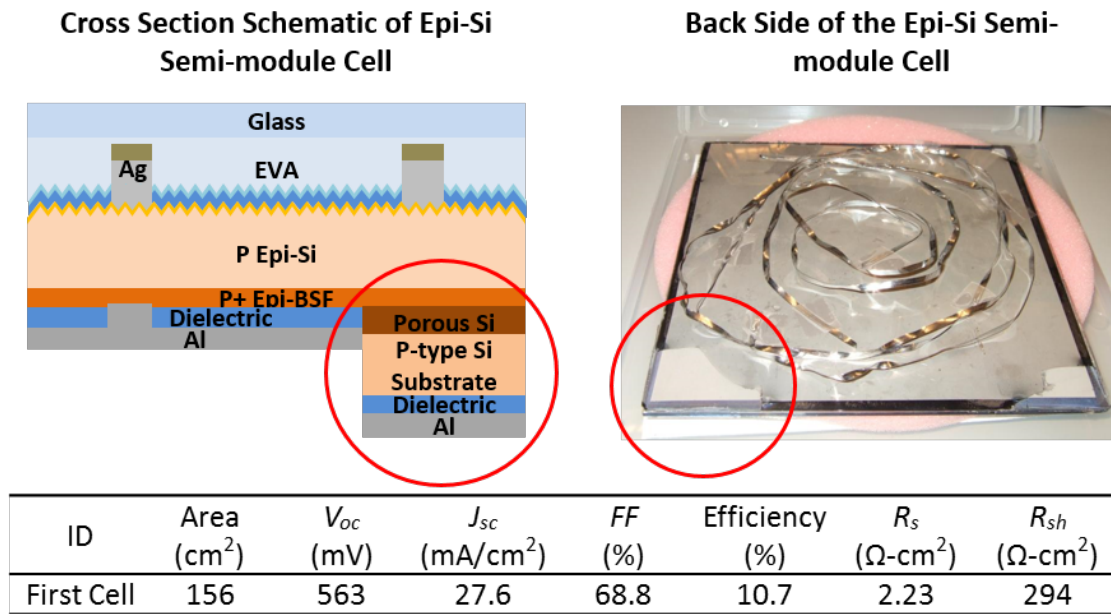 Cross Section Schematic of Epi-Si
Semi-module Cell
Back Side of the Epi-Si Semi-
module Cell
Glass
Ag
EVA
P Epi-Si
P+ Epi-BSF
Dielectric
Al
Porous Si
P-type Si
Substrate
Dielectric
Al
ID Area (cm²) Voc (mV) Jsc (mA/cm²) FF (%) Efficiency (%) Rs (Ω-cm²) Rsh (Ω-cm²)
First Cell 156 563 27.6 68.8 10.7 2.23 294